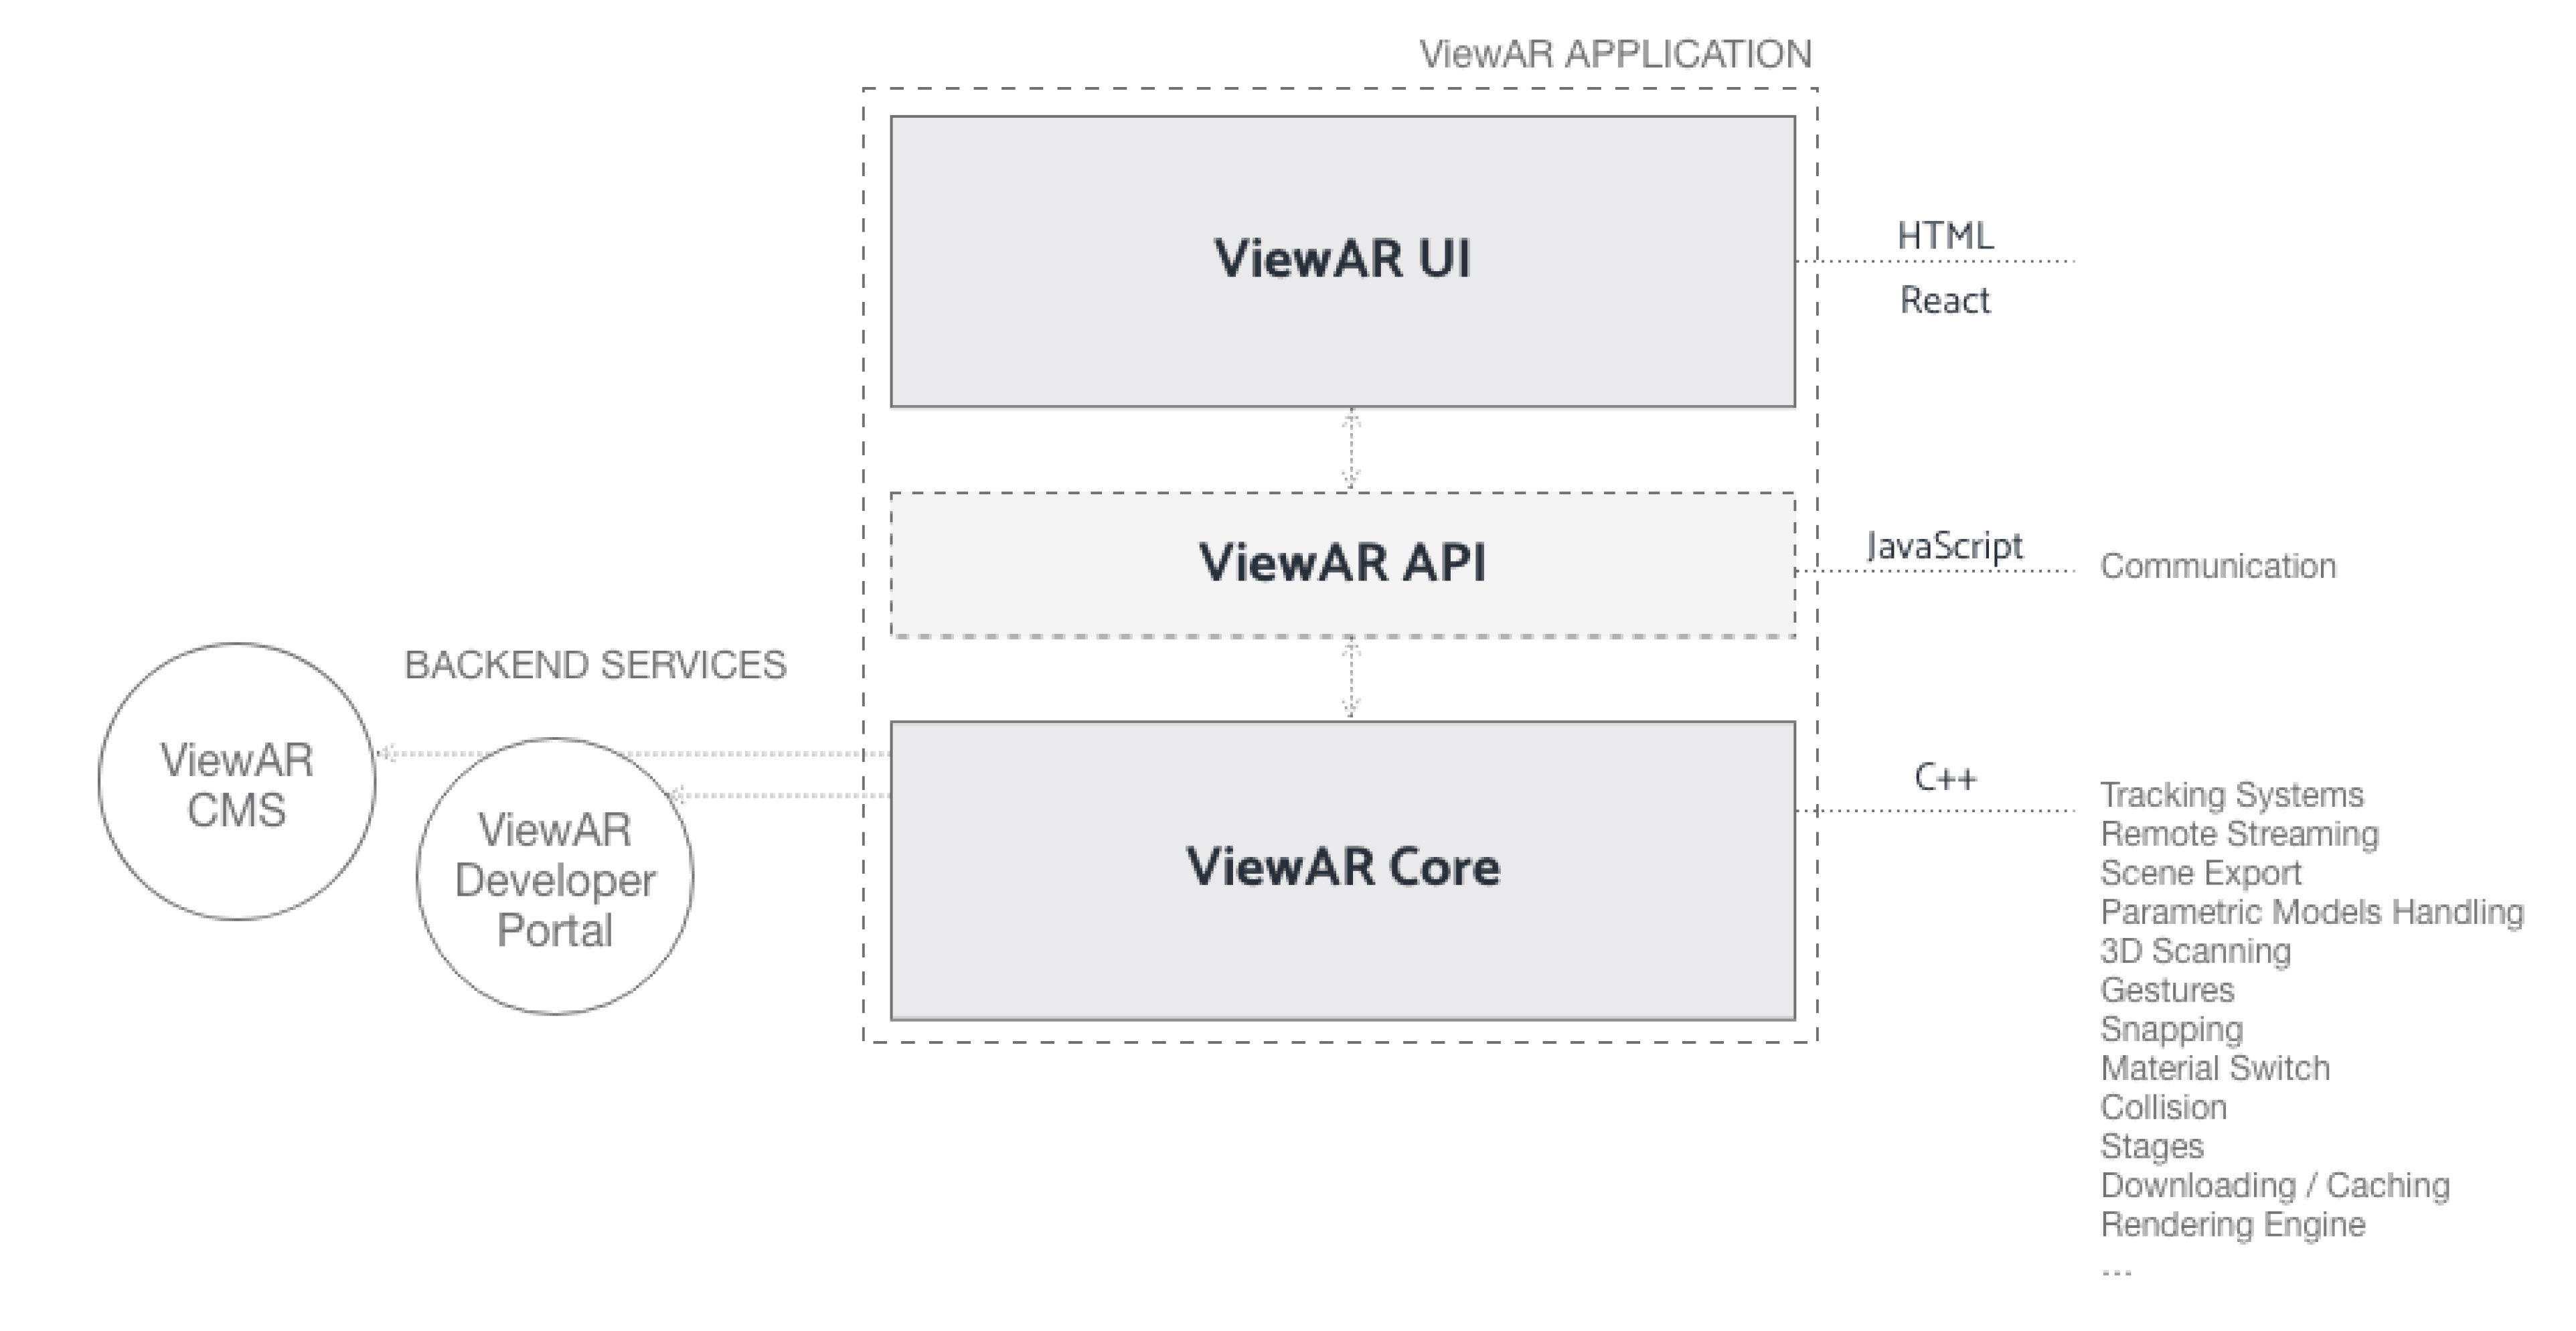 ViewAR APPLICATION
ViewAR UI
HTML
React
ViewAR API
JavaScript
Communication
BACKEND SERVICES
ViewAR
CMS
ViewAR
Developer
Portal
ViewAR Core
C++
Tracking Systems
Remote Streaming
Scene Export
Parametric Models Handling
3D Scanning
Gestures
Snapping
Material Switch
Collision
Stages
Downloading / Caching
Rendering Engine
...